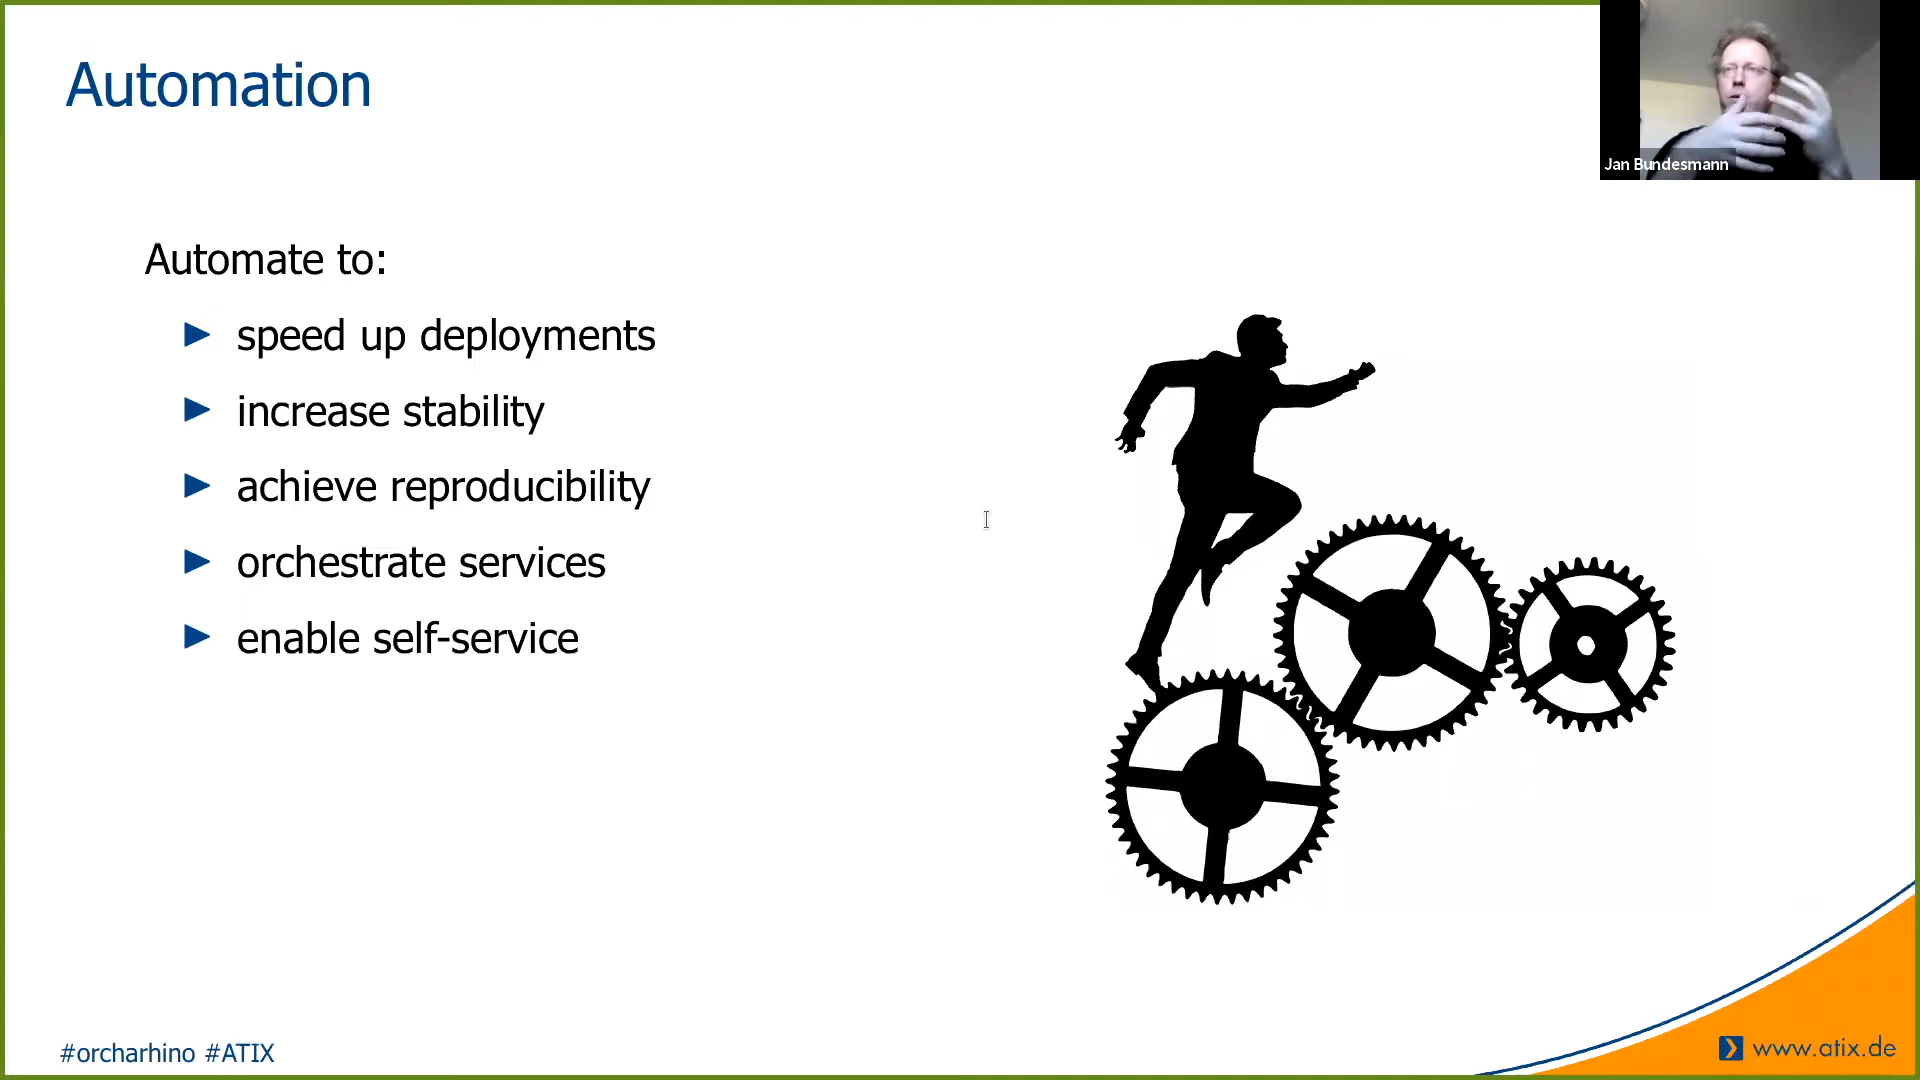 Automation
Jan Bundesmann
Automate to:
speed up deployments
increase stability
achieve reproducibility
orchestrate services
enable self-service
#orcharhino #ATIX
www.atix.de